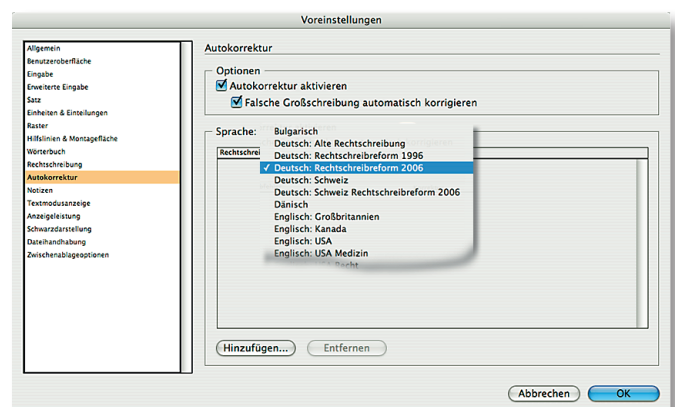 Voreinstellungen
Allgemein
Benutzeroberfläche
Eingabe
Erweiterte Eingabe
Satz
Einheiten & Einteilungen
Raster
Hilfslinien & Montagefläche
Wörterbuch
Rechtschreibung
Autokorrektur
Notizen
Textmodusanzeige
Anzeigeleistung
Schwarzdarstellung
Dateihandhabung
Zwischenablageoptionen
Autokorrektur
Optionen
Autokorrektur aktivieren
Falsche Großschreibung automatisch korrigieren
Sprache:
Bulgarisch
Deutsch: Alte Rechtschreibung
Deutsch: Rechtschreibreform 1996
✓ Deutsch: Rechtschreibreform 2006
Deutsch: Schweiz
Deutsch: Schweiz Rechtschreibreform 2006
Dänisch
Englisch: Großbritannien
Englisch: Kanada
Englisch: USA
Englisch: USA Medizin
Hinzufügen...
Entfernen
Abbrechen
OK